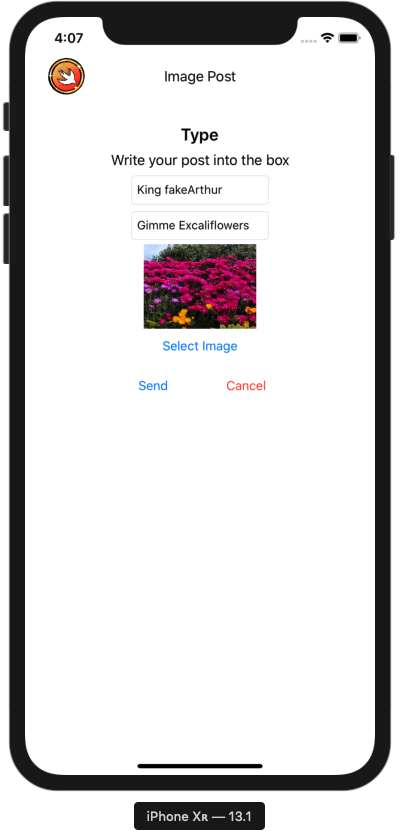 4:07
Image Post
Type
Write your post into the box
King fakeArthur
Gimme Excaliflowers
Select Image
Send Cancel
iPhone Xʀ — 13.1